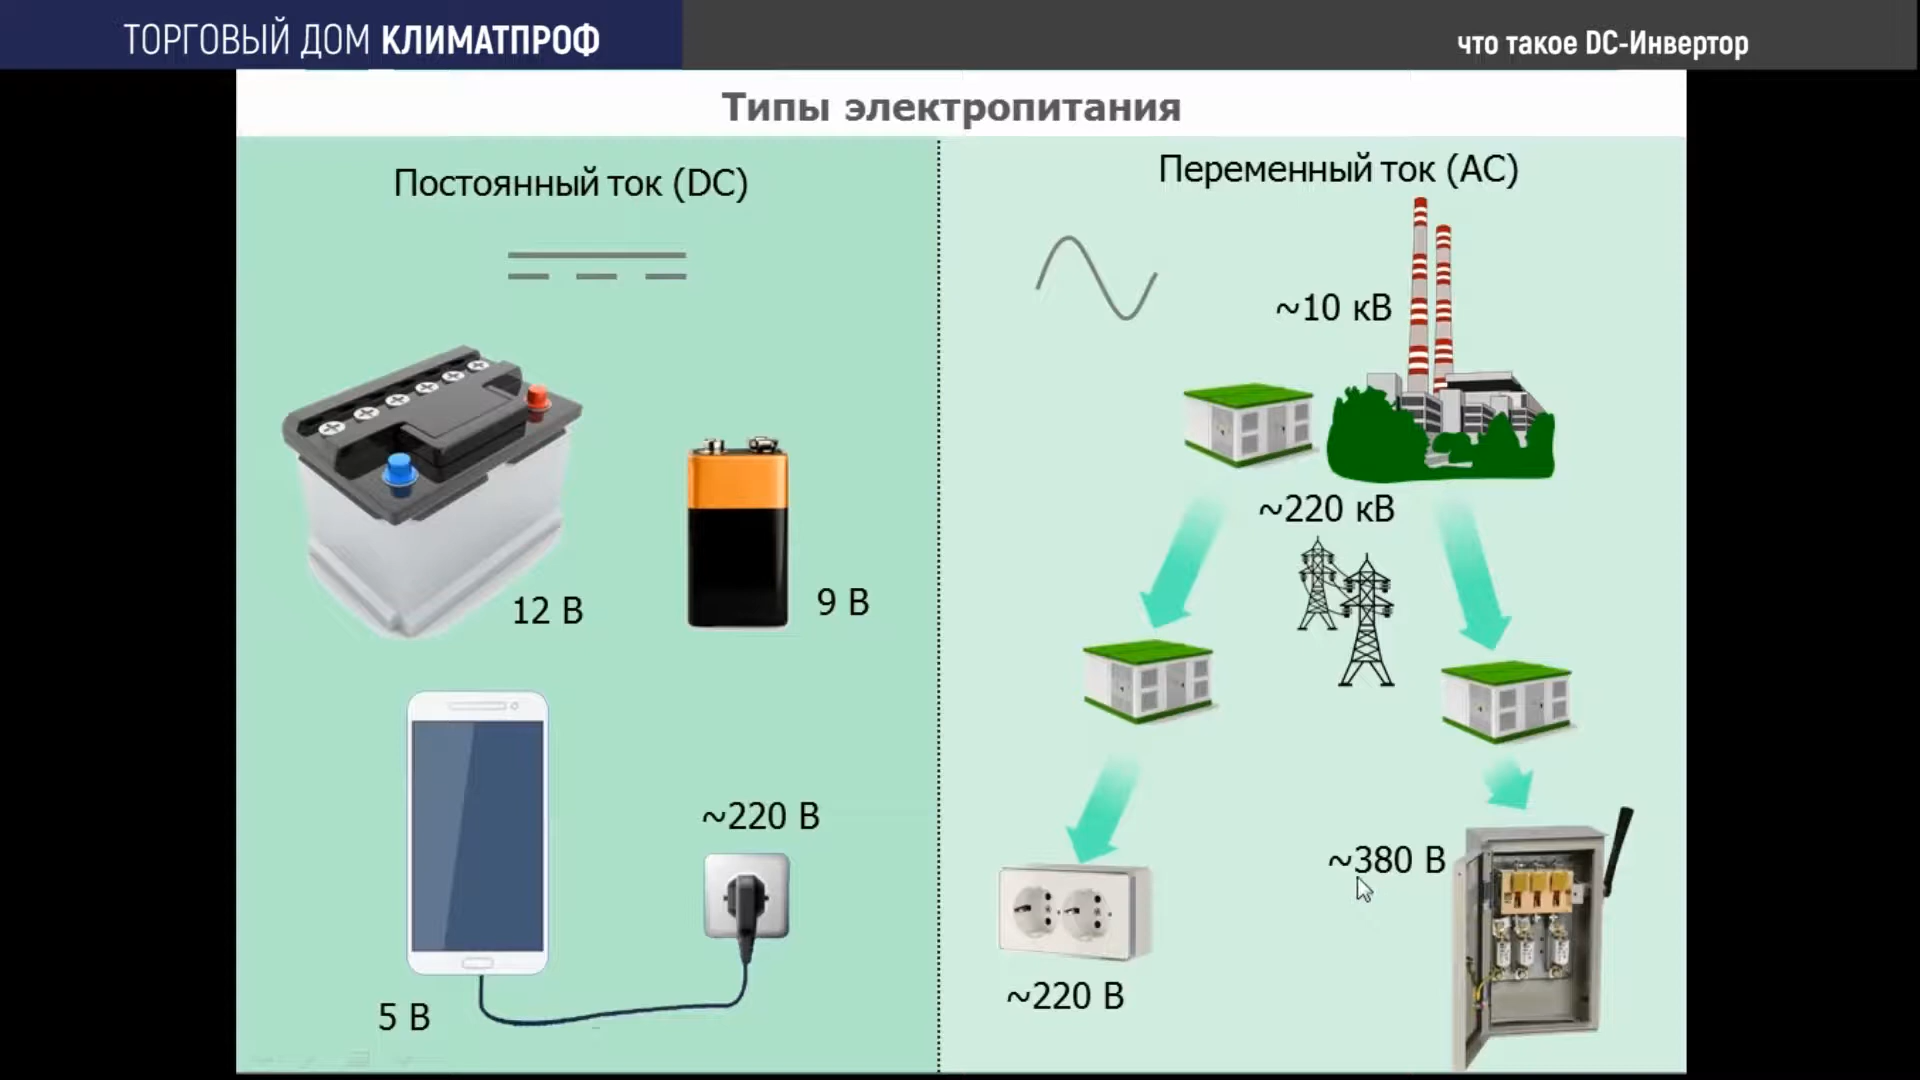 ТОРГОВЫЙ ДОМ КЛИМАТПРОФ
что такое DC-Инвертор
Типы электропитания
Постоянный ток (DC)
12 В
9 В
~220 В
5 В
Переменный ток (AC)
~10 кВ
~220 кВ
~380 В
~220 В